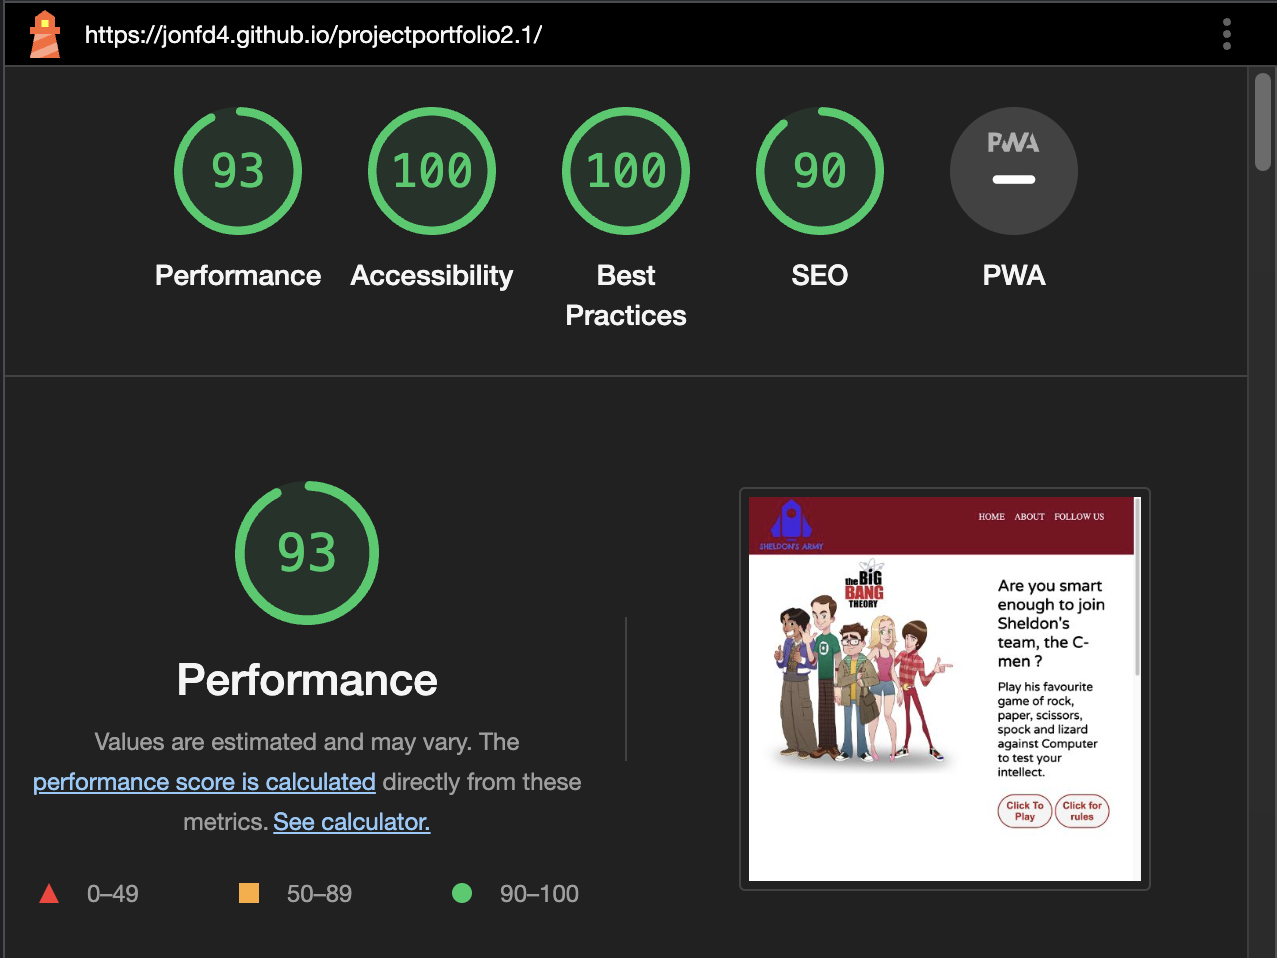 https://jonfd4.github.io/projectportfolio2.1/
93
100
100
90
PWA
Performance
Accessibility
Best
Practices
SEO
PWA
93
Performance
Values are estimated and may vary. The
performance score is calculated directly from these
metrics. See calculator.
0–49
50–89
90–100
HOME ABOUT FOLLOW US
SHELDON'S ARMY
the BIG
BANG
THEORY
Are you smart
enough to join
Sheldon's
team, the C-
men ?
Play his favourite
game of rock,
paper, scissors,
spock and lizard
against Computer
to test your
intellect.
Click To
Play
Click for
rules